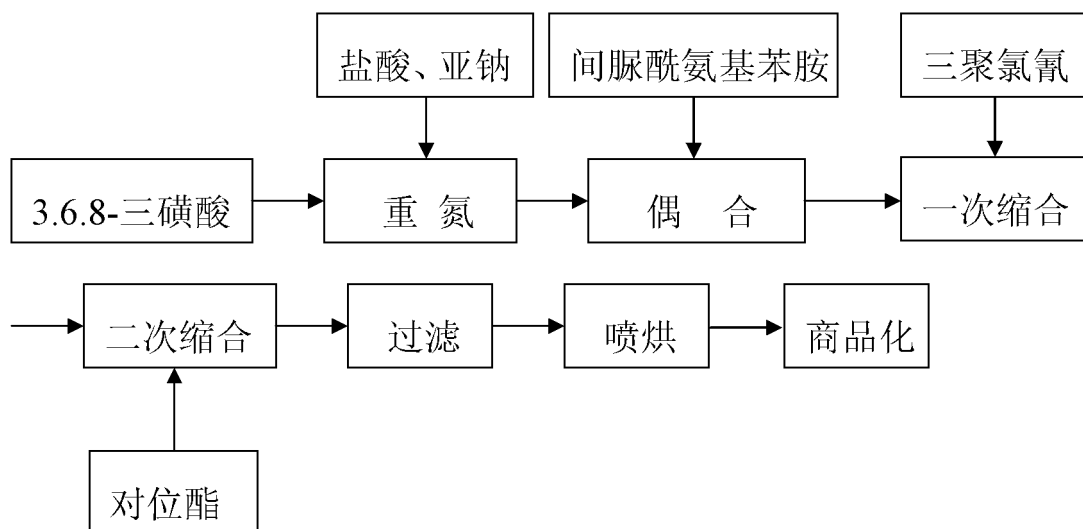 盐酸、亚钠
间脲酰氨基苯胺
三聚氯氰
3.6.8-三磺酸
重 氮
偶 合
一次缩合
二次缩合
过滤
喷烘
商品化
对位酯